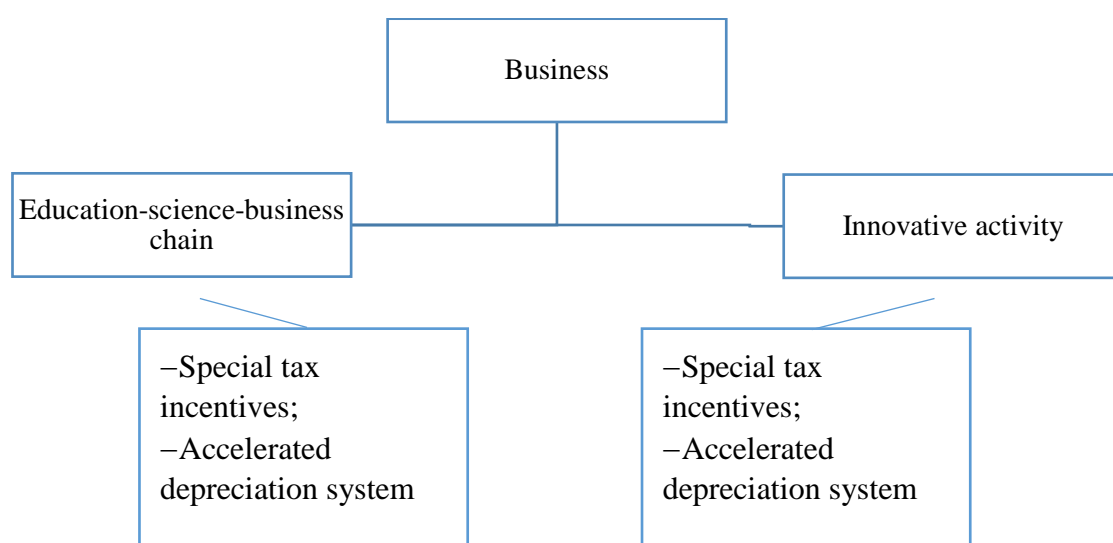 Business
Education-science-business
chain
Innovative activity
−Special tax
incentives;
−Accelerated
depreciation system
−Special tax
incentives;
−Accelerated
depreciation system